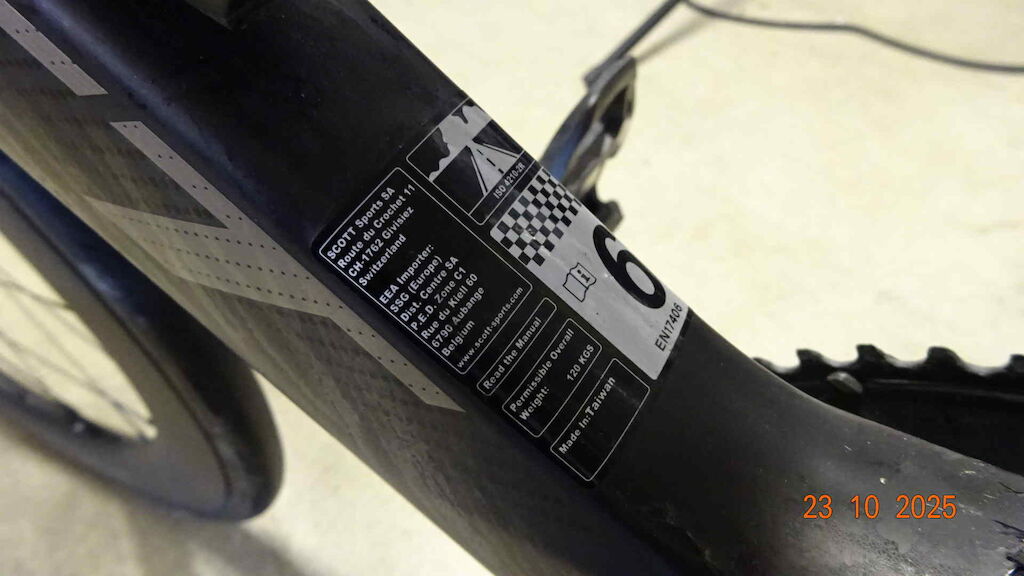 SCOTT Sports SA
Route du Crochet 11
CH-1762 Givisiez
Switzerland
EEA Importer:
SSG (Europe)
Dist. Centre SA
P.E.D. Zone C1
Rue du Kiell 60
6790 Aubange
Belgium
www.scott-sports.com
Read the Manual
Permissible Overall
Weight: 120 KGS
Made In Taiwan
ISO 4210-2R
6
EN17406
23 10 2025